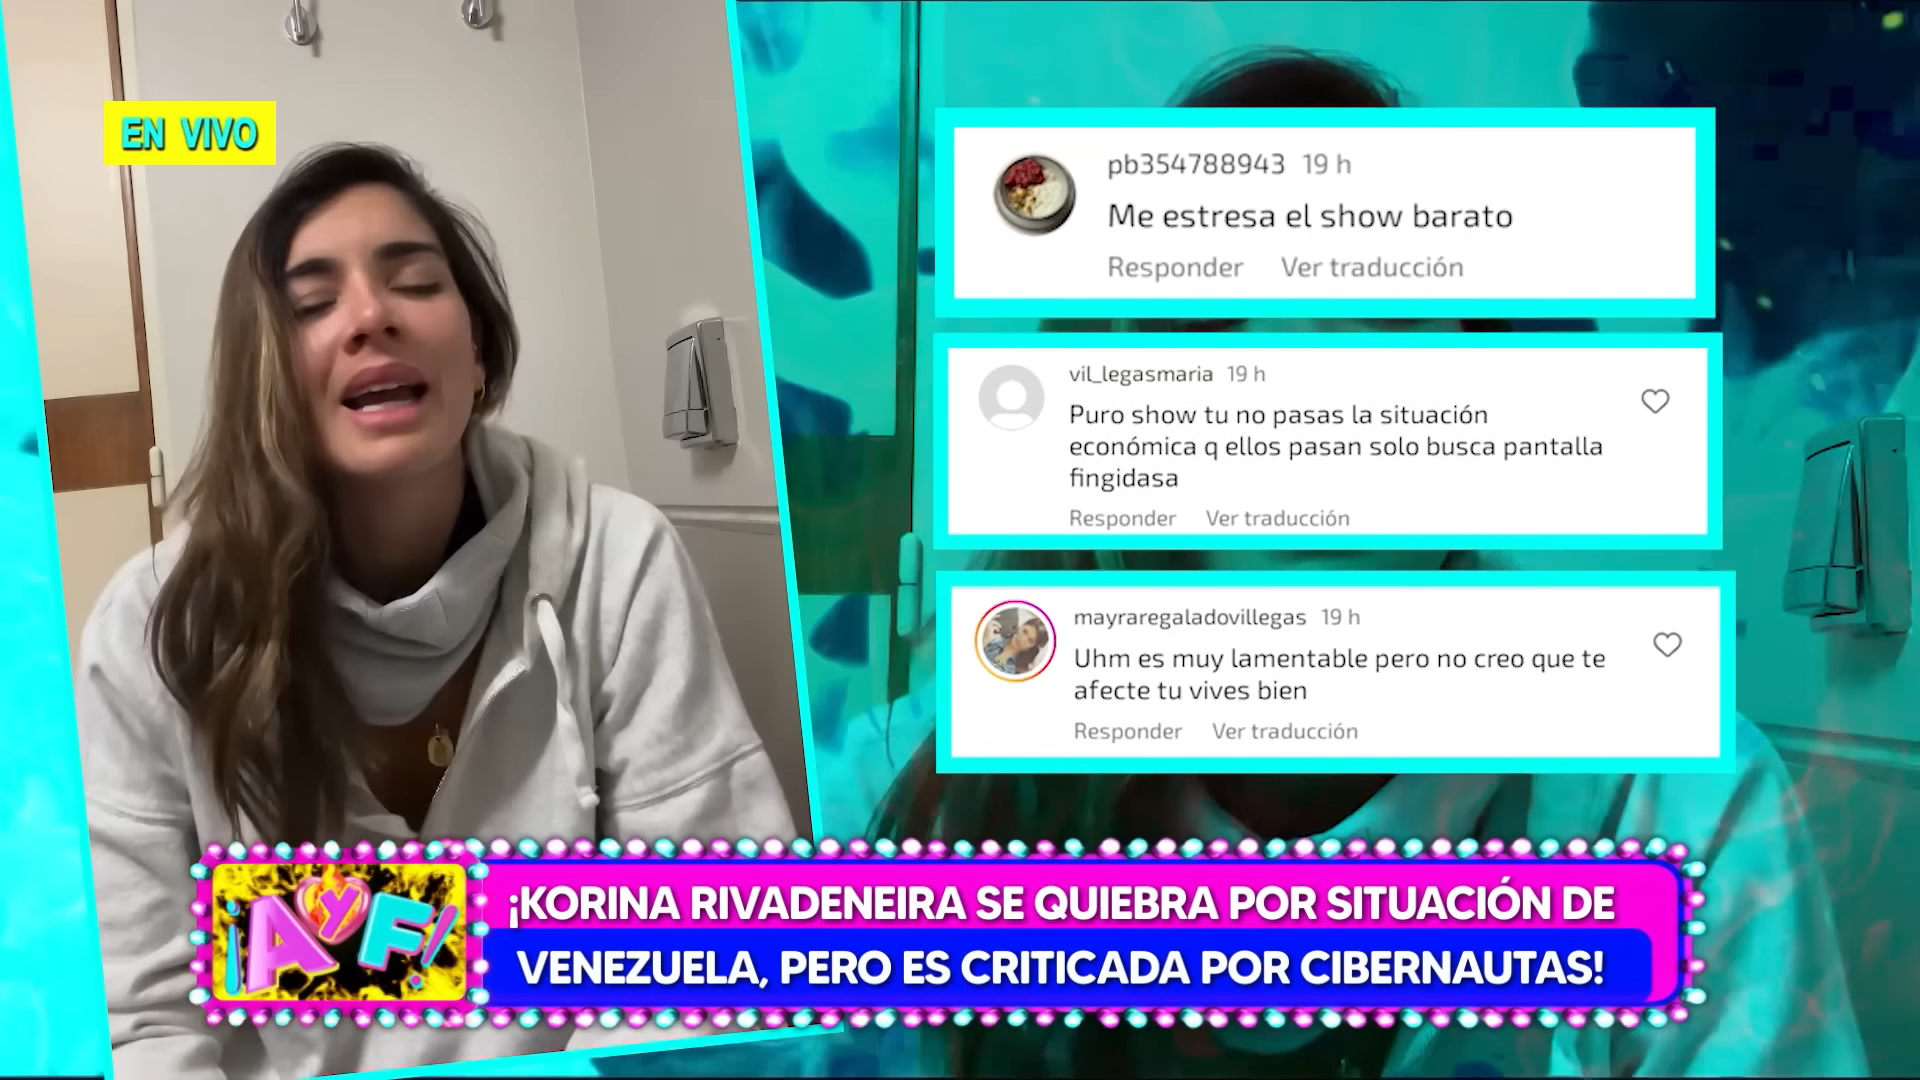 EN VIVO
pb354788943 19 h
Me estresa el show barato
Responder Ver traducción
vil_legasmaria 19 h
Puro show tu no pasas la situación
económica q ellos pasan solo busca pantalla
fingidasa
Responder Ver traducción
mayraregaladovillegas 19 h
Uhm es muy lamentable pero no creo que te
afecte tu vives bien
Responder Ver traducción
¡AyF!
¡KORINA RIVADENEIRA SE QUIEBRA POR SITUACIÓN DE
VENEZUELA, PERO ES CRITICADA POR CIBERNAUTAS!